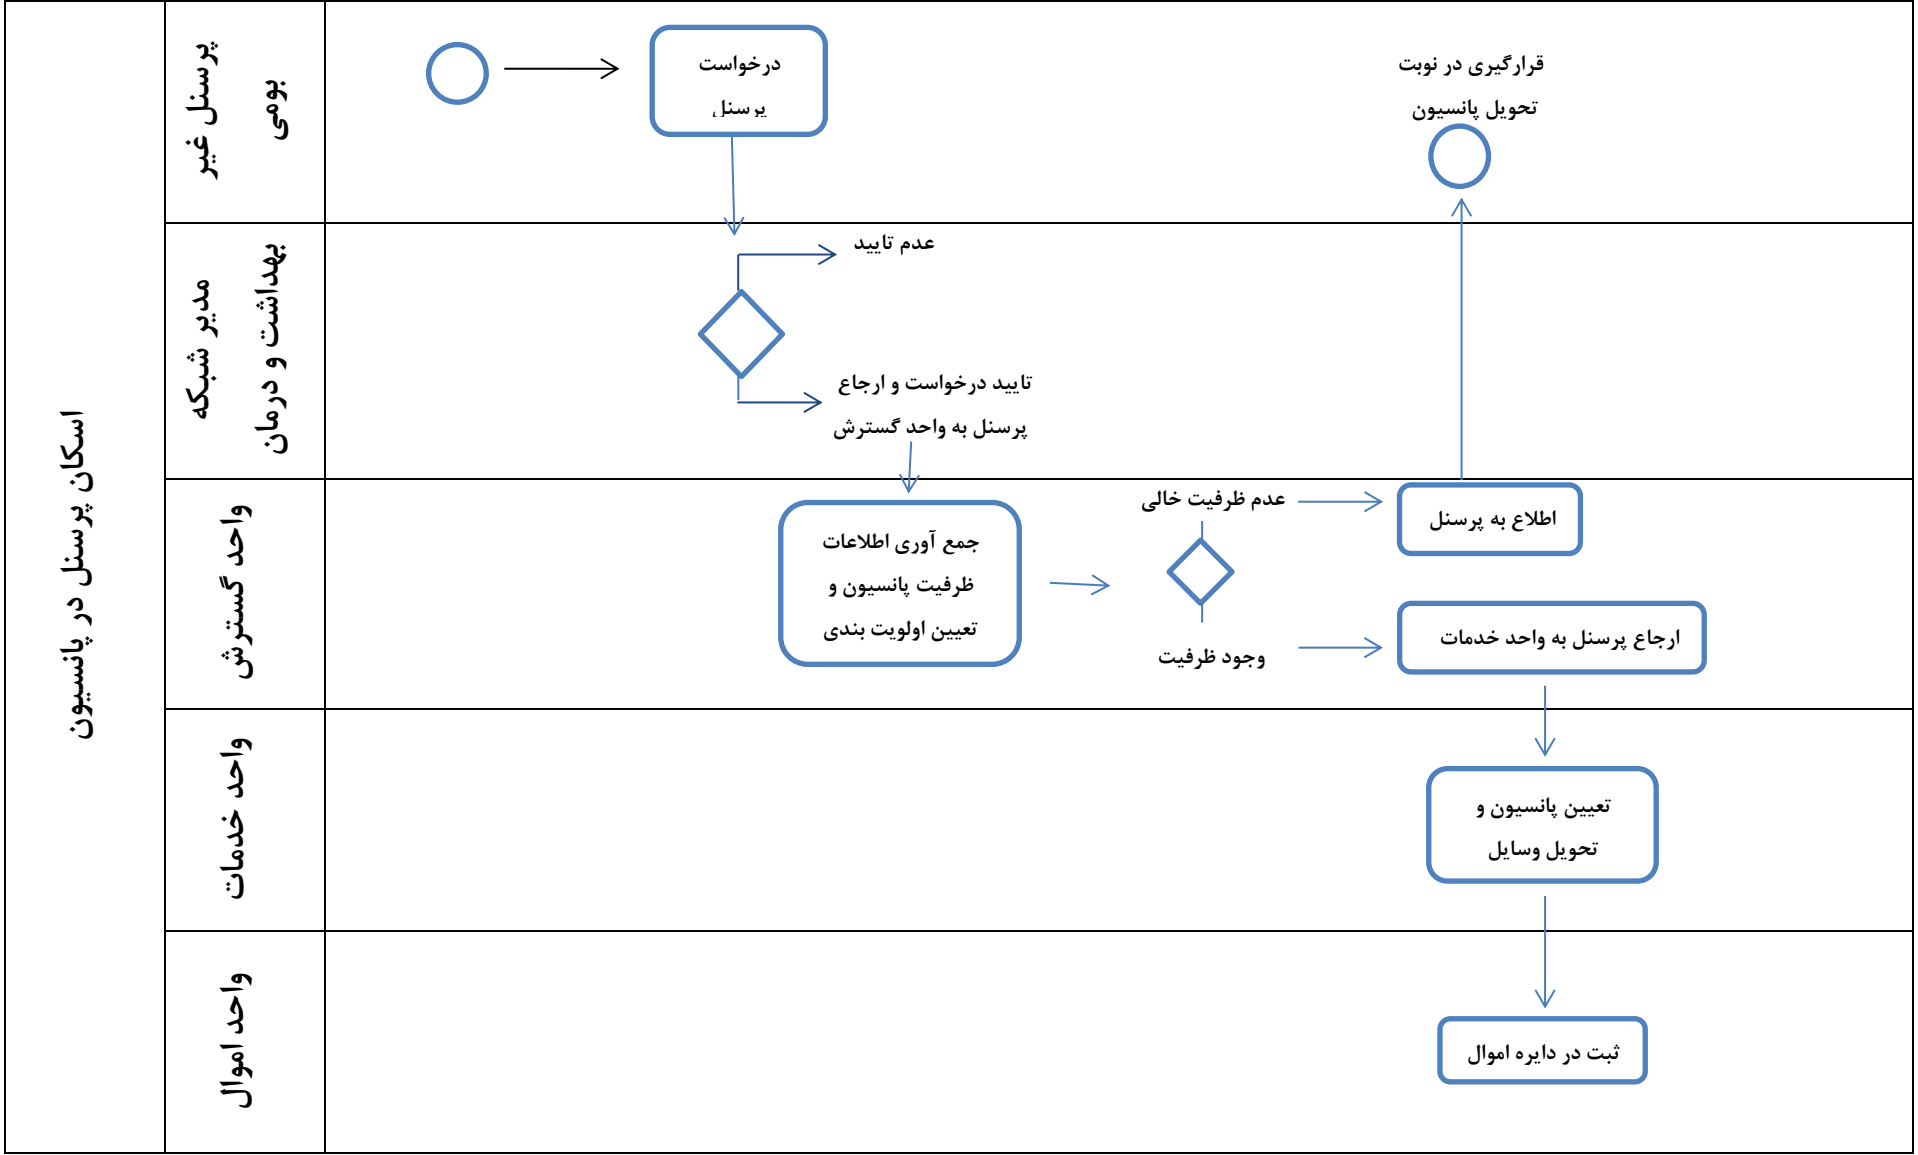 اسکان پرسنل در پانسیون
پرسنل غیر
بومی
درخواست
پرسنل
قرارگیری در نوبت
تحویل پانسیون
مدیر شبکه
بهداشت و درمان
عدم تایید
تایید درخواست و ارجاع
پرسنل به واحد گسترش
واحد گسترش
جمع آوری اطلاعات
ظرفیت پانسیون و
تعیین اولویت بندی
عدم ظرفیت خالی
وجود ظرفیت
اطلاع به پرسنل
ارجاع پرسنل به واحد خدمات
واحد خدمات
تعیین پانسیون و
تحویل وسایل
واحد اموال
ثبت در دایره اموال